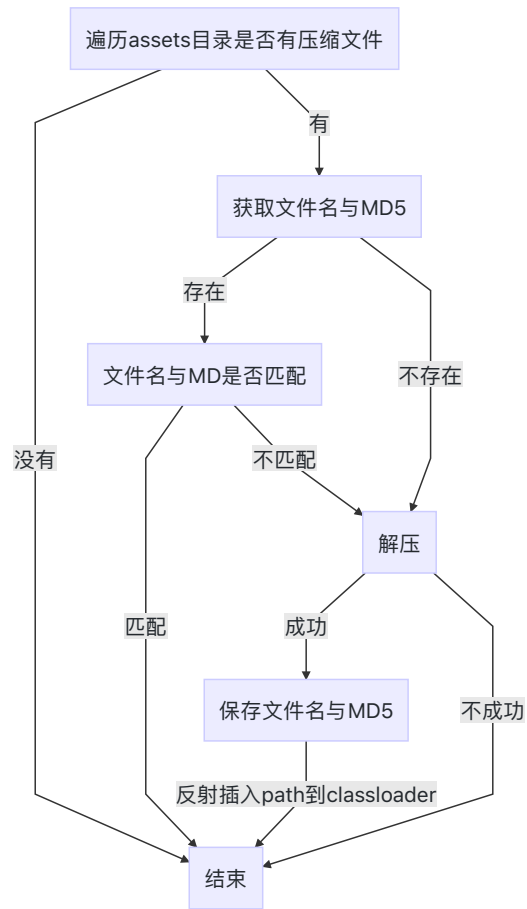 遍历assets目录是否有压缩文件
有
获取文件名与MD5
存在
文件名与MD是否匹配
不存在
没有
不匹配
解压
匹配
成功
保存文件名与MD5
不成功
反射插入path到classloader
结束